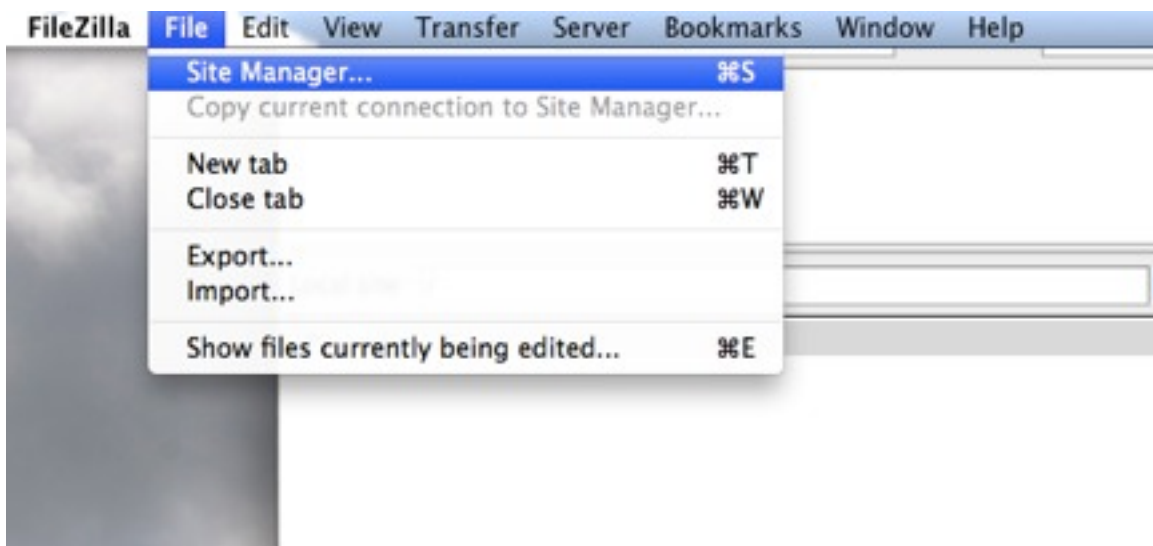 FileZilla File Edit View Transfer Server Bookmarks Window Help
Site Manager... ⌘S
Copy current connection to Site Manager...
New tab ⌘T
Close tab ⌘W
Export...
Import...
Show files currently being edited... ⌘E